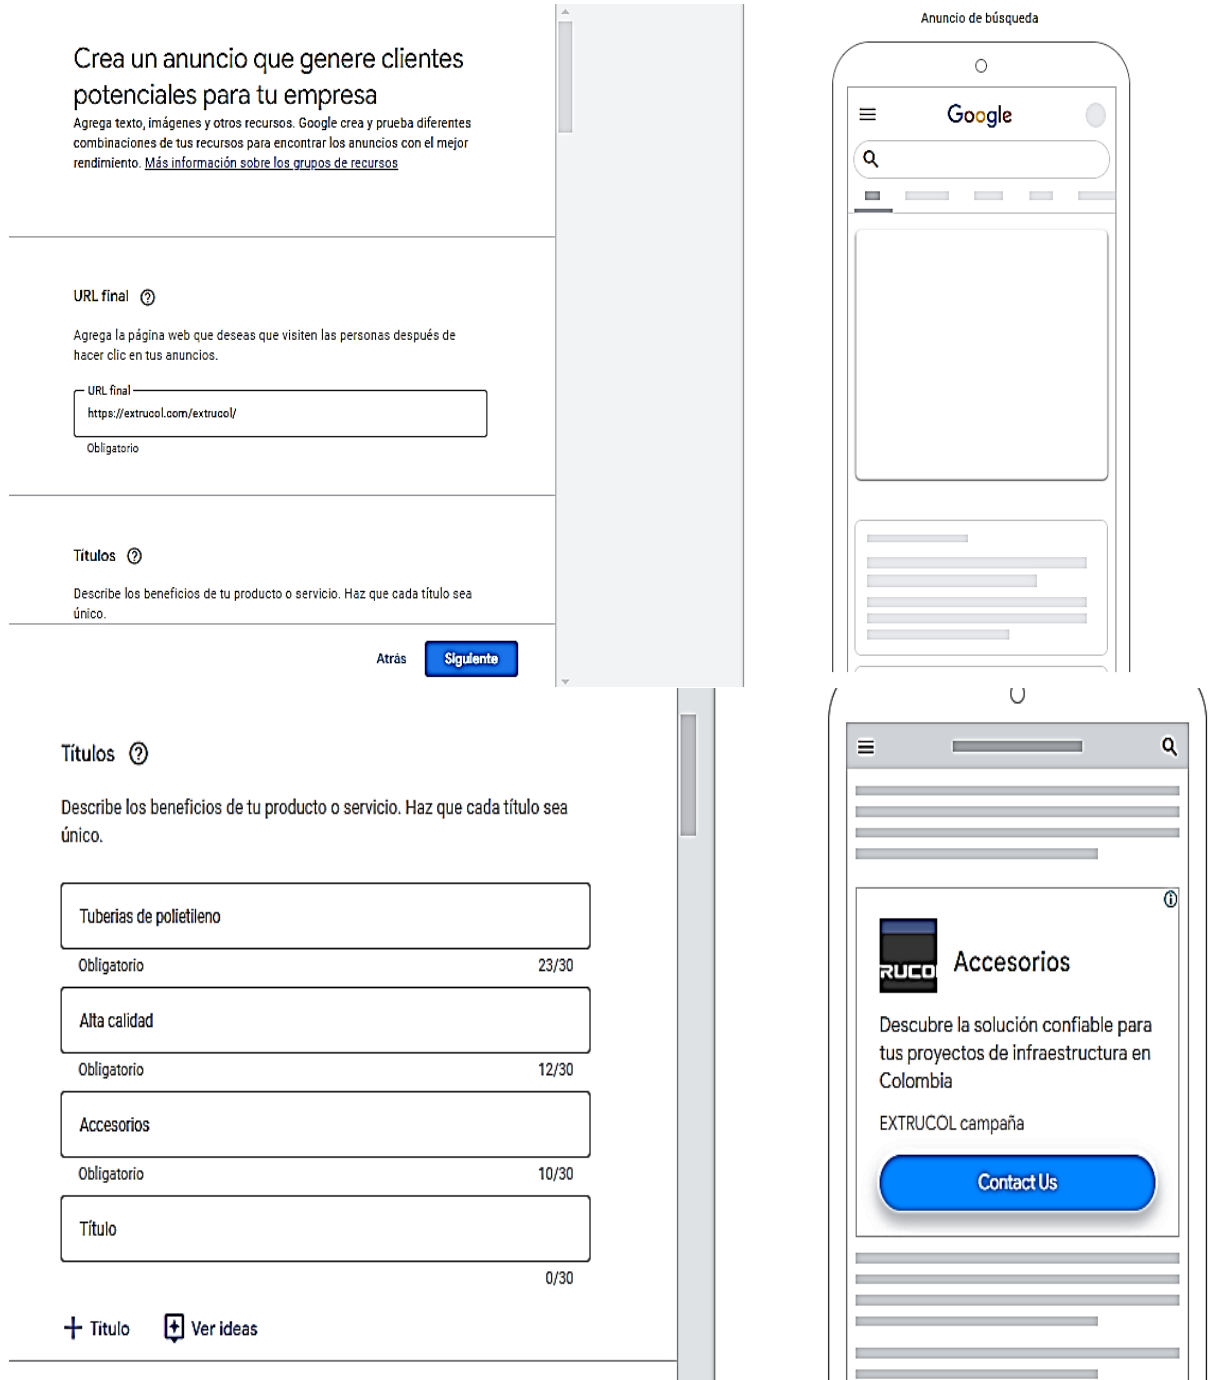 Crea un anuncio que genere clientes
potenciales para tu empresa
Agrega texto, imágenes y otros recursos. Google crea y prueba diferentes
combinaciones de tus recursos para encontrar los anuncios con el mejor
rendimiento. Más información sobre los grupos de recursos
URL final
Agrega la página web que deseas que visiten las personas después de
hacer clic en tus anuncios.
URL final
https://extrucol.com/extrucol/
Obligatorio
Títulos
Describe los beneficios de tu producto o servicio. Haz que cada título sea
único.
Atrás
Siguiente
Anuncio de búsqueda
Google
Títulos
Describe los beneficios de tu producto o servicio. Haz que cada título sea
único.
Tuberias de polietileno
Obligatorio 23/30
Alta calidad
Obligatorio 12/30
Accesorios
Obligatorio 10/30
Título
0/30
+ Titulo
Ver ideas
RUCO
Accesorios
Descubre la solución confiable para
tus proyectos de infraestructura en
Colombia
EXTRUCOL campaña
Contact Us